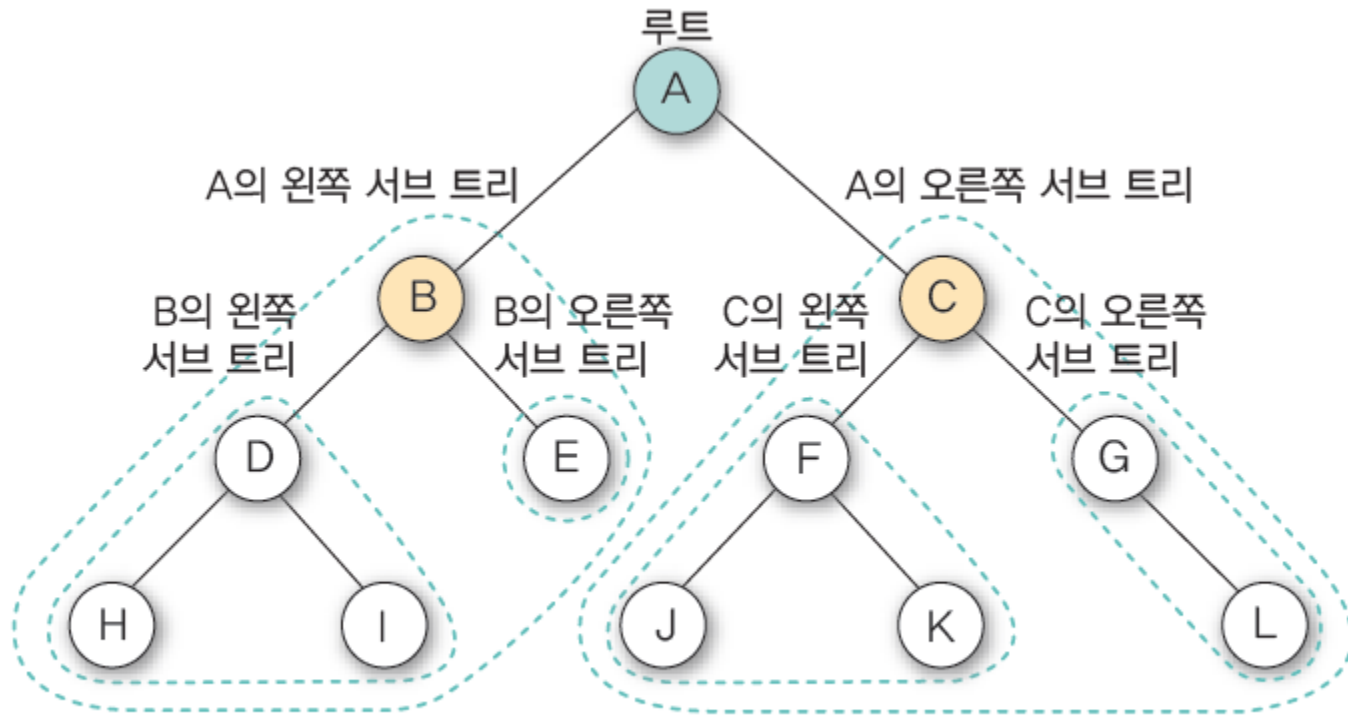 루트
A
A의 왼쪽 서브 트리
A의 오른쪽 서브 트리
B
C
B의 왼쪽
서브 트리
B의 오른쪽
서브 트리
C의 왼쪽
서브 트리
C의 오른쪽
서브 트리
D
E
F
G
H
I
J
K
L